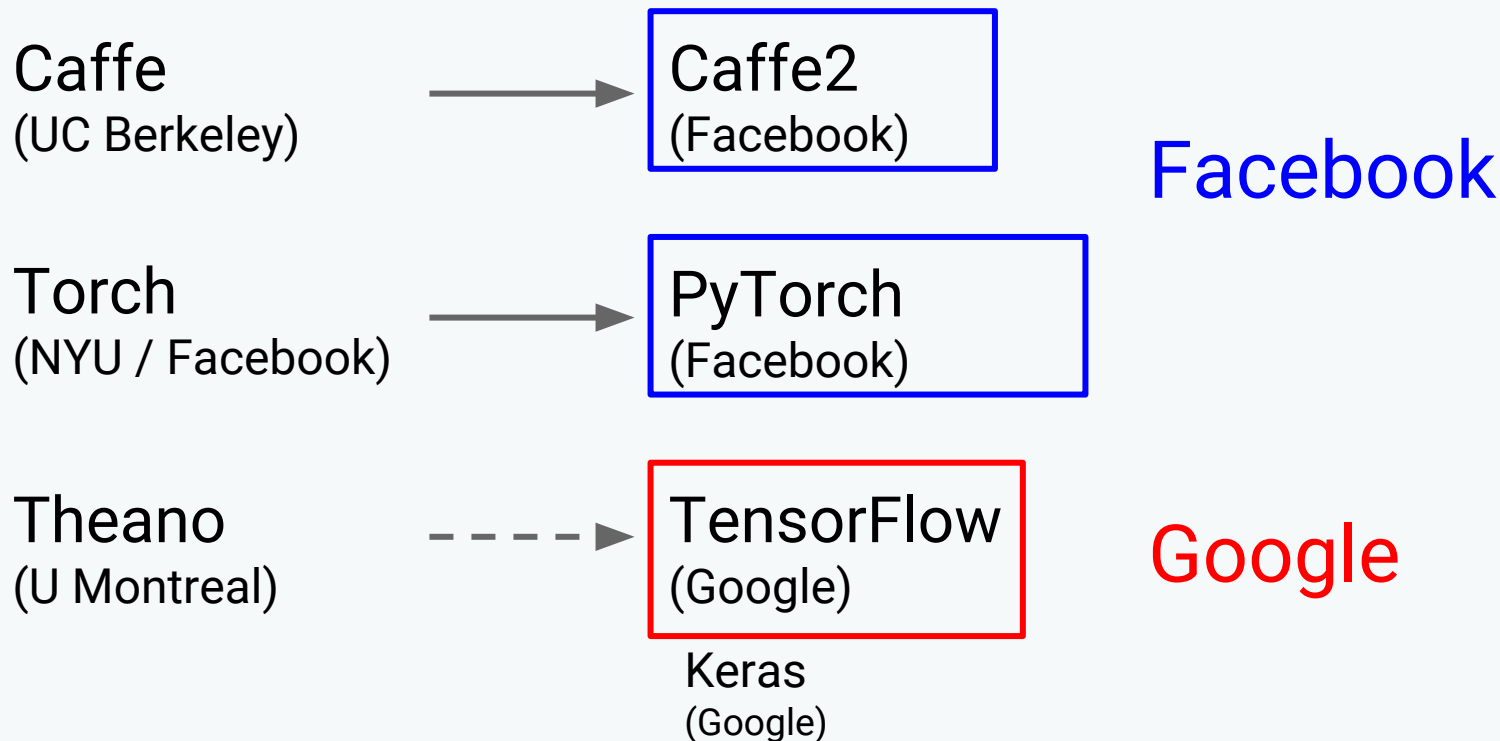 Caffe
(UC Berkeley)
Caffe2
(Facebook)
Facebook
Torch
(NYU / Facebook)
PyTorch
(Facebook)
Theano
(U Montreal)
TensorFlow
(Google)
Google
Keras
(Google)